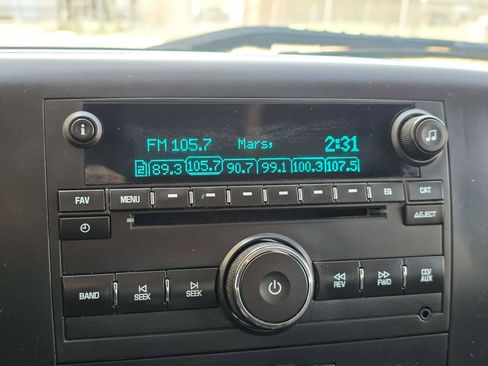 FM 105.7 Mars, 2:31
2 89.3 105.7 90.7 99.1 100.3 107.5
FAV MENU EQ CAT
EJECT
BAND SEEK SEEK REV FWD CD/AUX